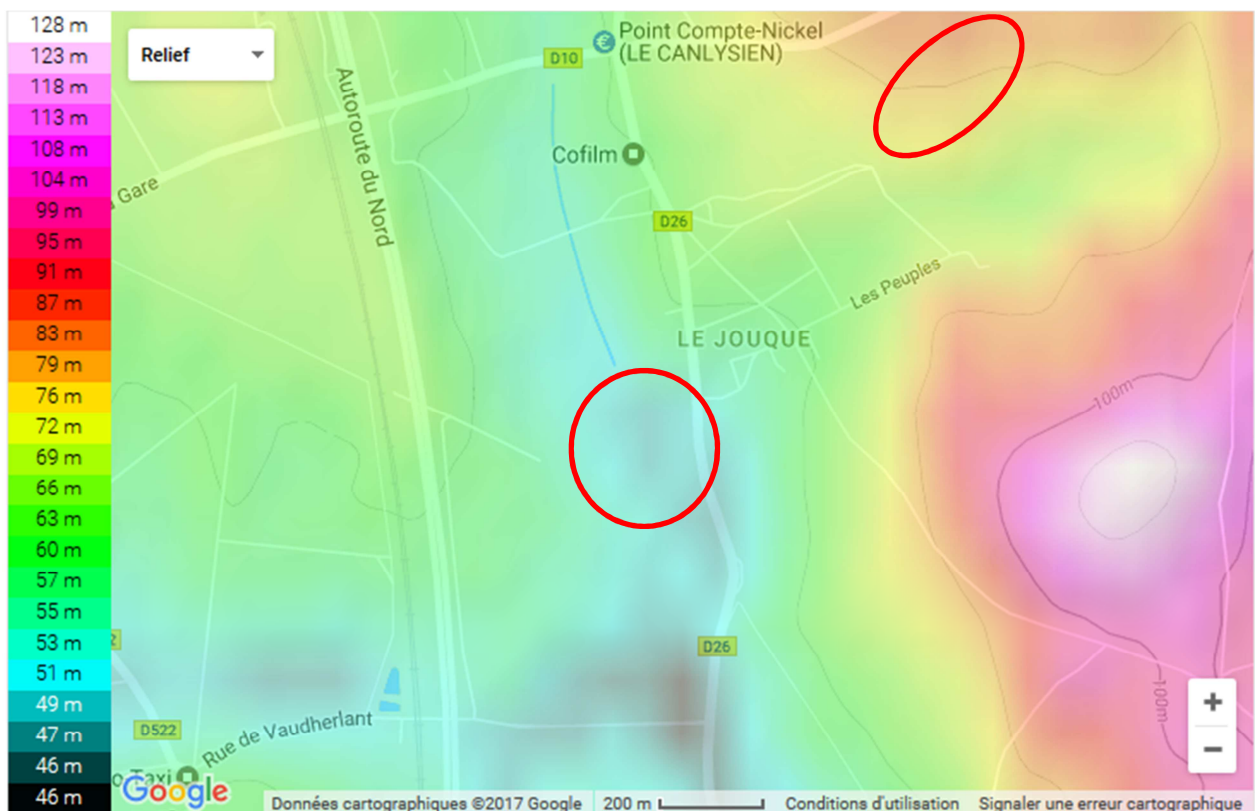 128 m
123 m
118 m
113 m
108 m
104 m
99 m
95 m
91 m
87 m
83 m
79 m
76 m
72 m
69 m
66 m
63 m
60 m
57 m
55 m
53 m
51 m
49 m
47 m
46 m
46 m
Relief
Point Compte-Nickel
(LE CANLYSIEN)
D10
Autoroute du Nord
Cofilm
Gare
D26
Les Peuples
LE JOUQUE
100m
D26
100m
D522
Rue de Vaudherlant
o Taxi
Google
Données cartographiques ©2017 Google
200 m
Conditions d'utilisation
Signaler une erreur cartographique
+
−